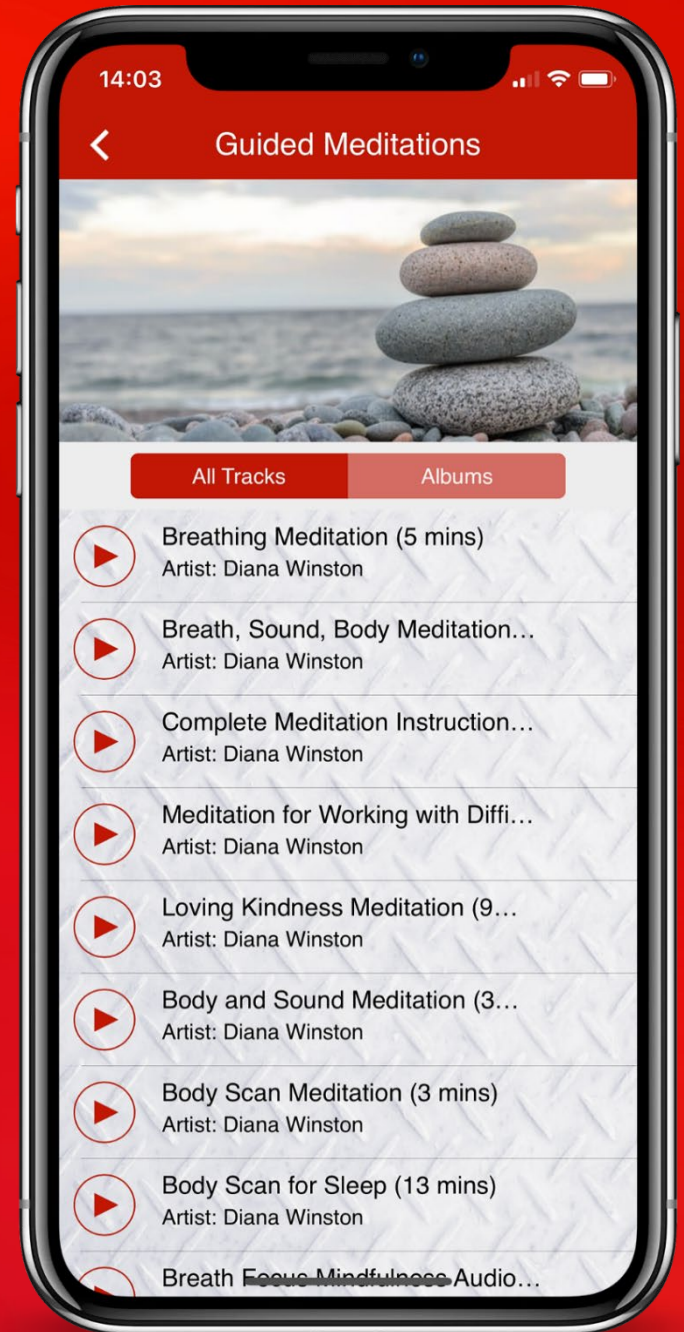 14:03
Guided Meditations
All Tracks
Albums
Breathing Meditation (5 mins)
Artist: Diana Winston
Breath, Sound, Body Meditation…
Artist: Diana Winston
Complete Meditation Instruction…
Artist: Diana Winston
Meditation for Working with Diffi…
Artist: Diana Winston
Loving Kindness Meditation (9…
Artist: Diana Winston
Body and Sound Meditation (3…
Artist: Diana Winston
Body Scan Meditation (3 mins)
Artist: Diana Winston
Body Scan for Sleep (13 mins)
Artist: Diana Winston
Breath Focus Mindfulness Audio…